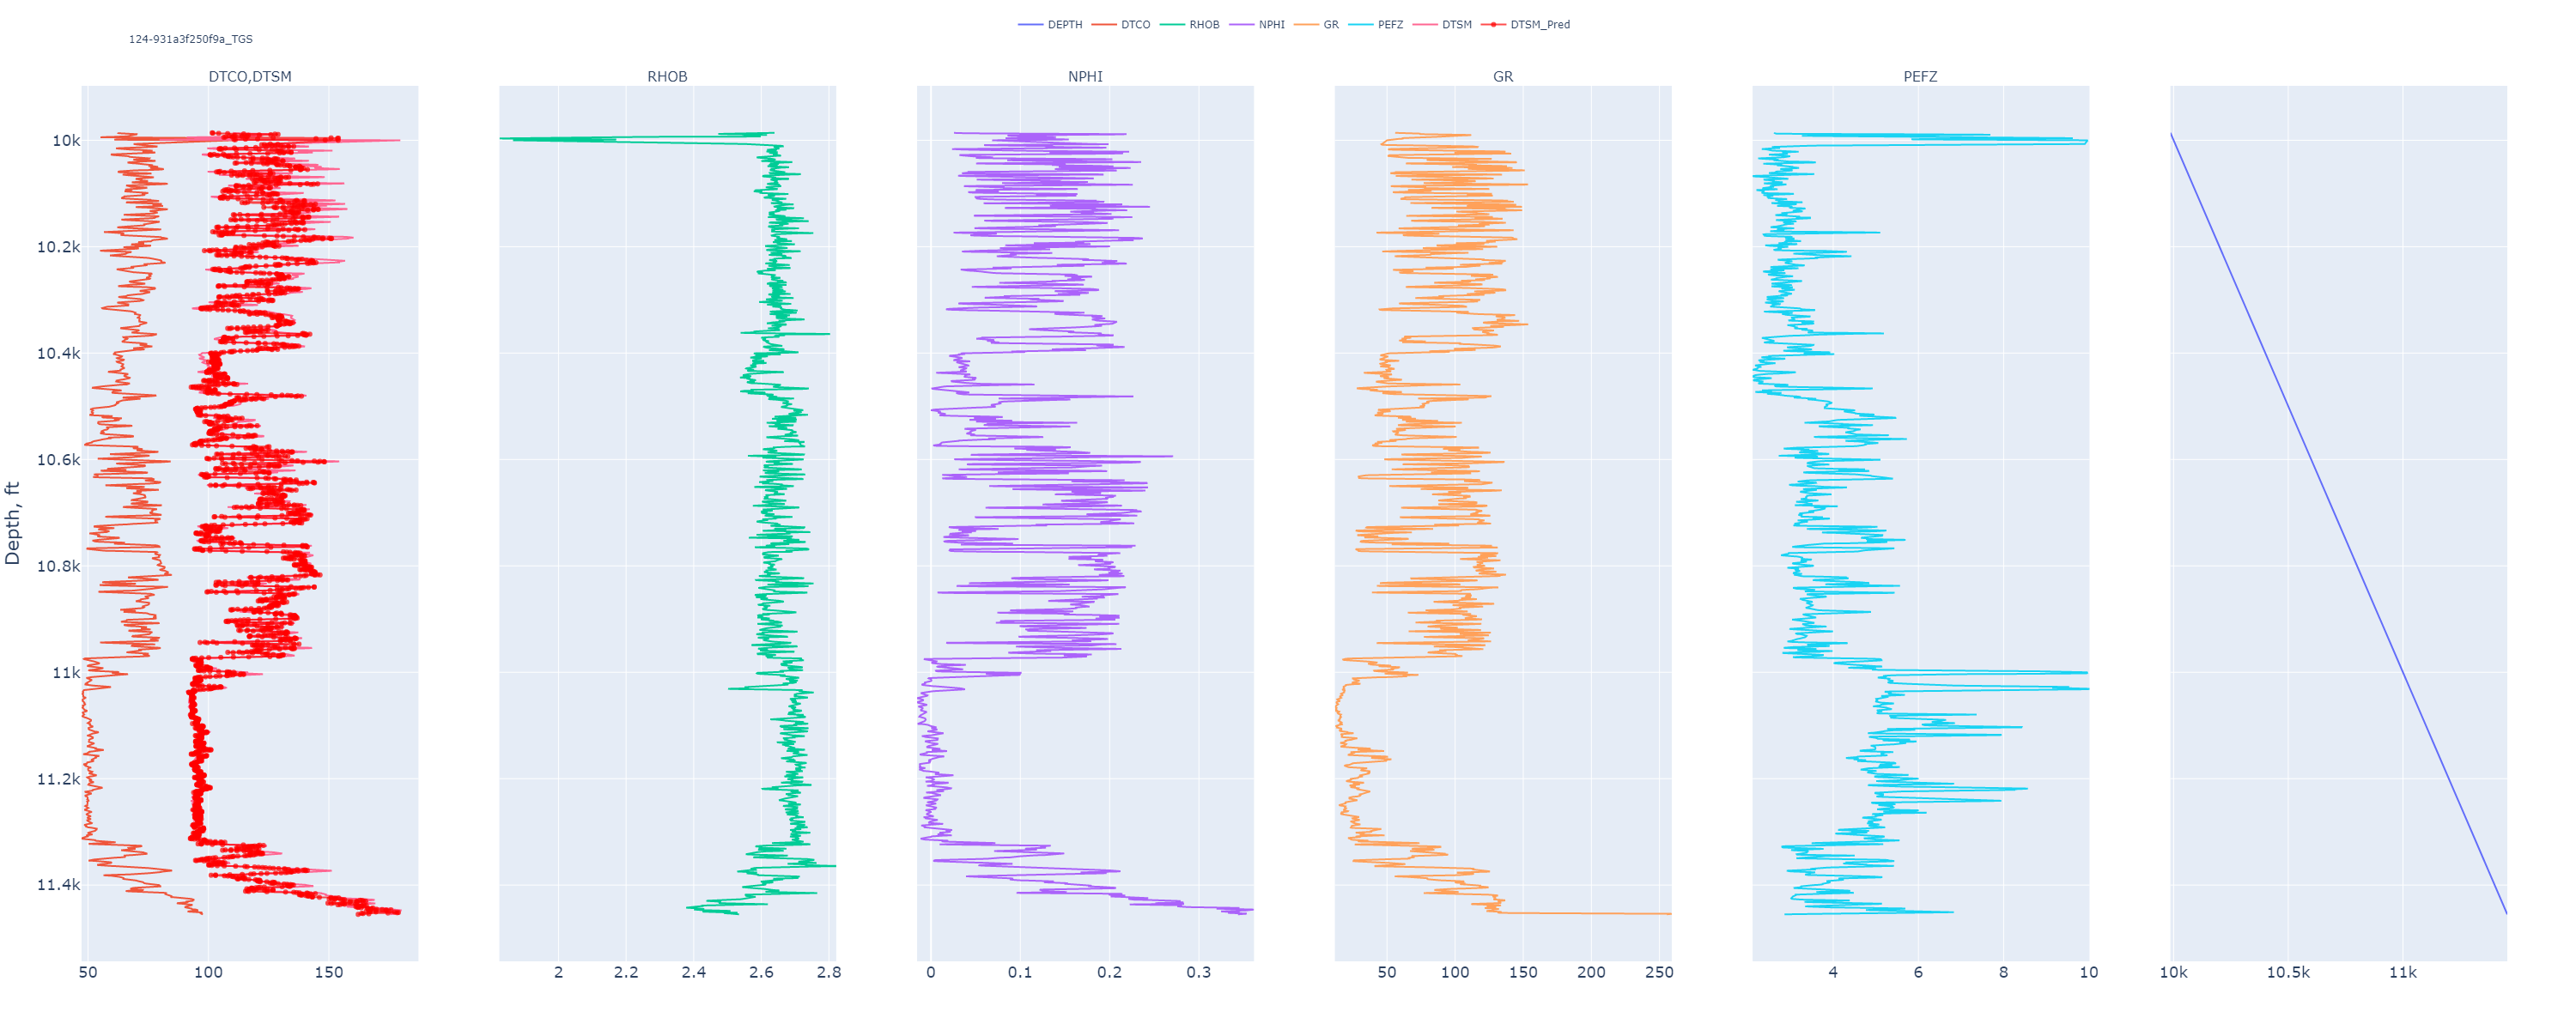 DEPTH DTCO RHOB NPHI GR PEFZ DTSM DTSM_Pred
124-931a3f250f9a_TGS
DTCO,DTSM RHOB NPHI GR PEFZ
Depth, ft
10k
10.2k
10.4k
10.6k
10.8k
11k
11.2k
11.4k
50 100 150 2 2.2 2.4 2.6 2.8 0 0.1 0.2 0.3 50 100 150 200 250 4 6 8 10 10k 10.5k 11k